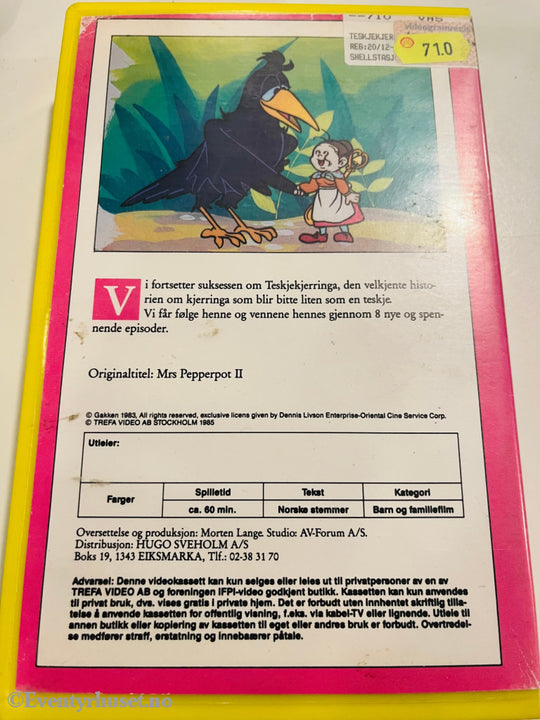 VHS
videogramverk
TESKJEKJER
REG:20/12-
SHELLSTASJ
71.0
Vi fortsetter suksessen om Teskjekjerringa, den velkjente histo-
rien om kjerringa som blir bitte liten som en teskje.
Vi får følge henne og vennene hennes gjennom 8 nye og spen-
nende episoder.
Originaltitel: Mrs Pepperpot II
© Gakken 1983, All rights reserved, exclusive licens given by Dennis Livson Enterprise-Oriental Cine Service Corp.
© TREFA VIDEO AB STOCKHOLM 1985
Utleier:
Farger Spilletid Tekst Kategori
ca. 60 min. Norske stemmer Barn og familiefilm
Oversettelse og produksjon: Morten Lange. Studio: AV-Forum A/S.
Distribusjon: HUGO SVEHOLM A/S
Boks 19, 1343 EIKSMARKA, Tlf.: 02-38 31 70
Advarsel: Denne videokassett kan kun selges eller leies ut til privatpersoner av en av
TREFA VIDEO AB og foreningen IFPI-video godkjent butikk. Kassetten kan kun anvendes
til privat bruk, dvs. vises gratis i private hjem. Det er forbudt uten innhentet skriftlig tilla-
telse å anvende kassetten for offentlig visning, f.eks. via kabel-TV eller lignende. Utleie til
annen butikk eller kopiering av kassetten til eget eller andres bruk er forbudt. Overtredel-
se medfører straff, erstatning og innebærer påtale.
©Eventyrhuset.no